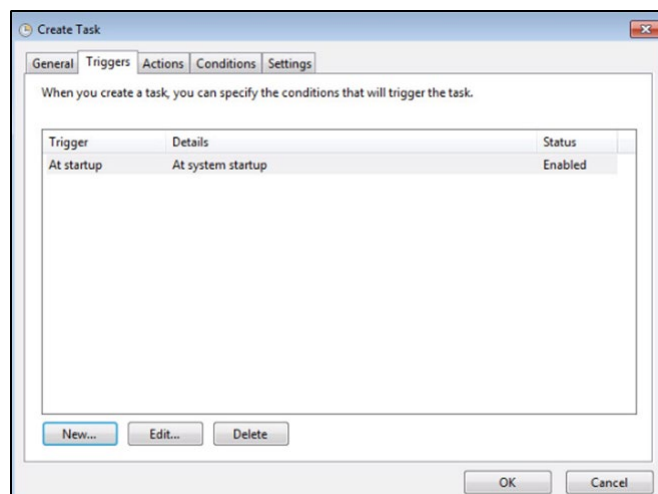 Create Task
General Triggers Actions Conditions Settings
When you create a task, you can specify the conditions that will trigger the task.
Trigger Details Status
At startup At system startup Enabled
New... Edit... Delete
OK Cancel